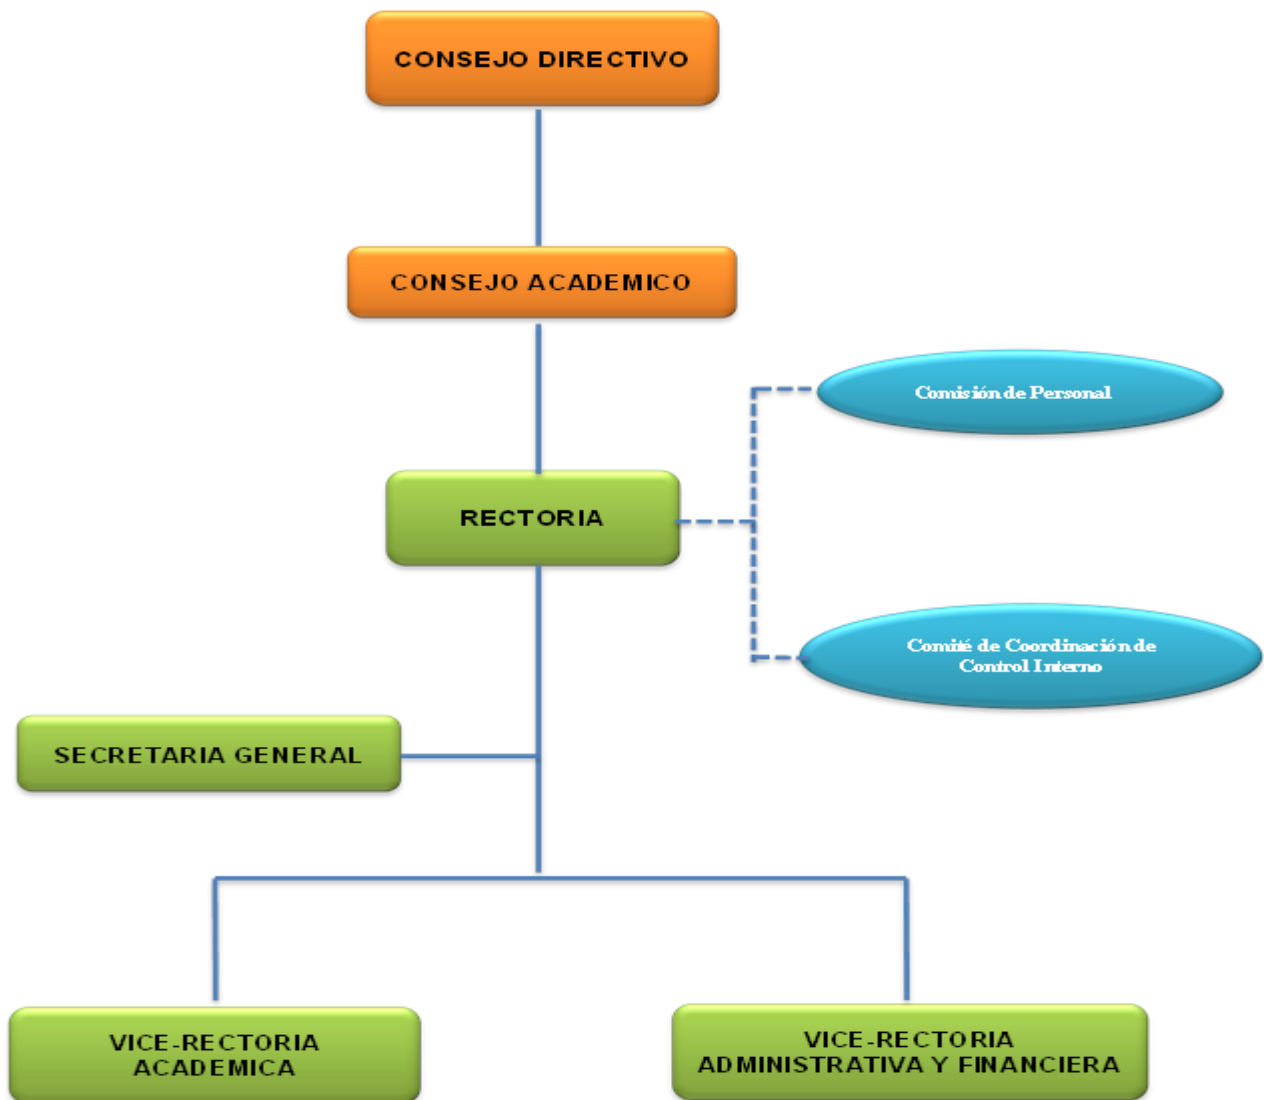 CONSEJO DIRECTIVO
CONSEJO ACADEMICO
Comisión de Personal
RECTORIA
Comité de Coordinación de
Control Interno
SECRETARIA GENERAL
VICE-RECTORIA
ACADEMICA
VICE-RECTORIA
ADMINISTRATIVA Y FINANCIERA